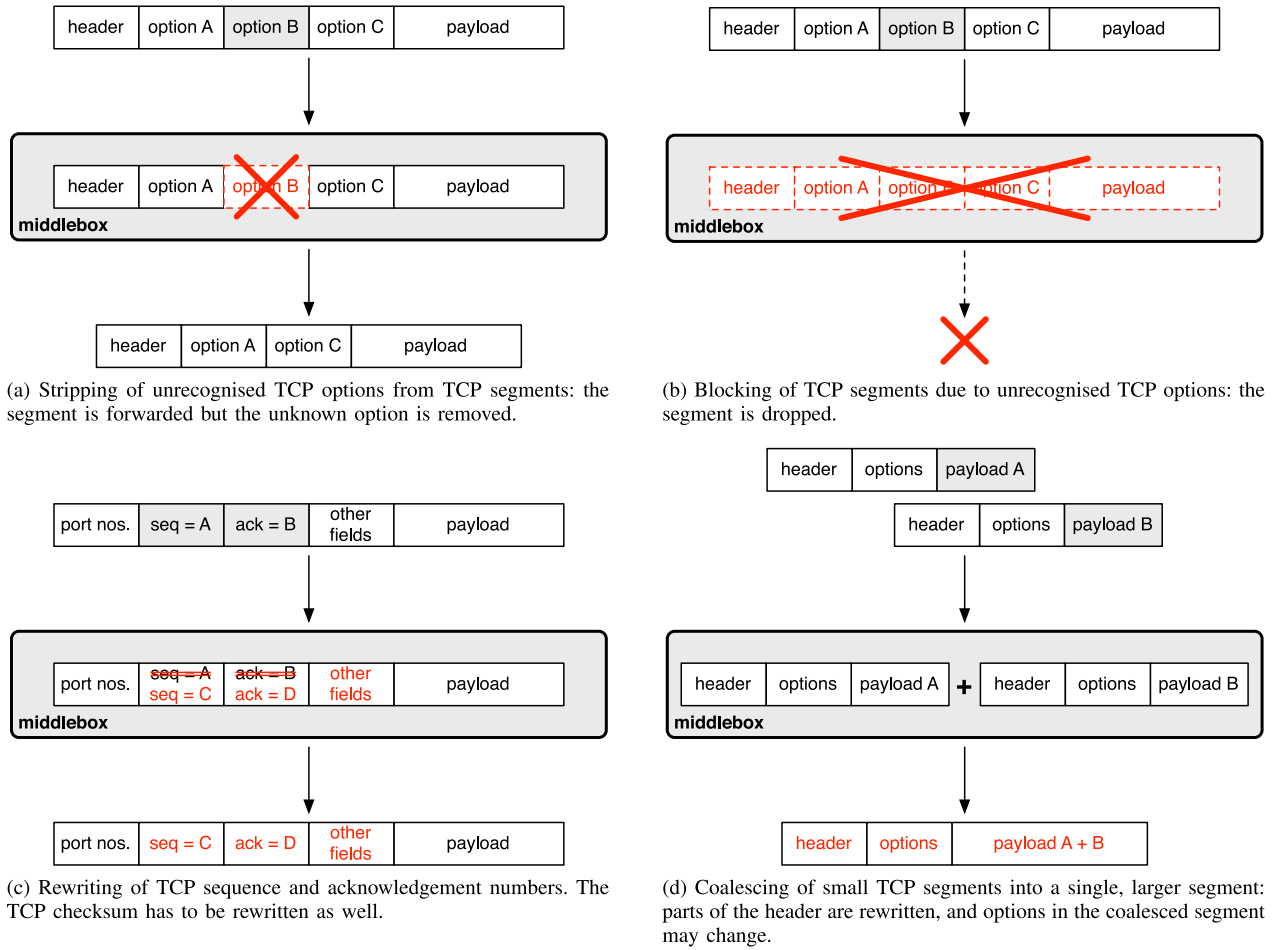 header option A option B option C payload
header option A option B option C payload
middlebox
header option A option C payload
(a) Stripping of unrecognised TCP options from TCP segments: the
segment is forwarded but the unknown option is removed.
header option A option B option C payload
header option A option B option C payload
middlebox
(b) Blocking of TCP segments due to unrecognised TCP options: the
segment is dropped.
port nos. seq = A ack = B other fields payload
port nos. seq = A ack = B other fields payload
seq = C ack = D
middlebox
port nos. seq = C ack = D other fields payload
(c) Rewriting of TCP sequence and acknowledgement numbers. The
TCP checksum has to be rewritten as well.
header options payload A
header options payload B
header options payload A + header options payload B
middlebox
header options payload A + B
(d) Coalescing of small TCP segments into a single, larger segment:
parts of the header are rewritten, and options in the coalesced segment
may change.